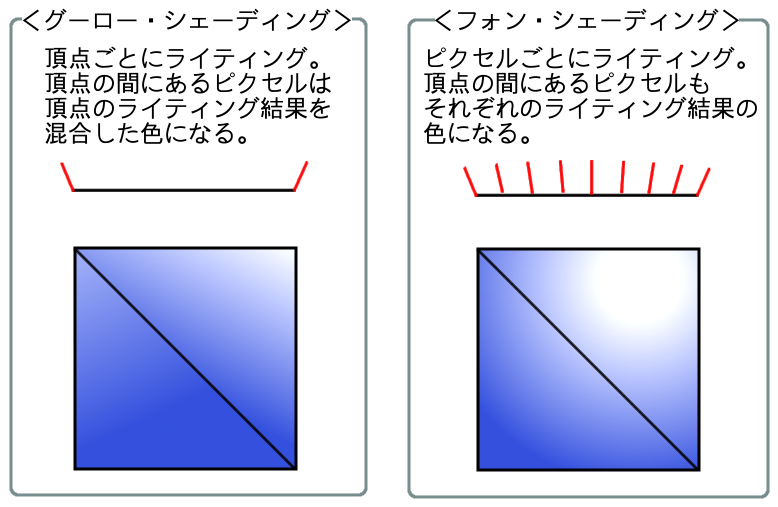 ＜グーロー・シェーディング＞
頂点ごとにライティング。
頂点の間にあるピクセルは
頂点のライティング結果を
混合した色になる。
＜フォン・シェーディング＞
ピクセルごとにライティング。
頂点の間にあるピクセルも
それぞれのライティング結果の
色になる。